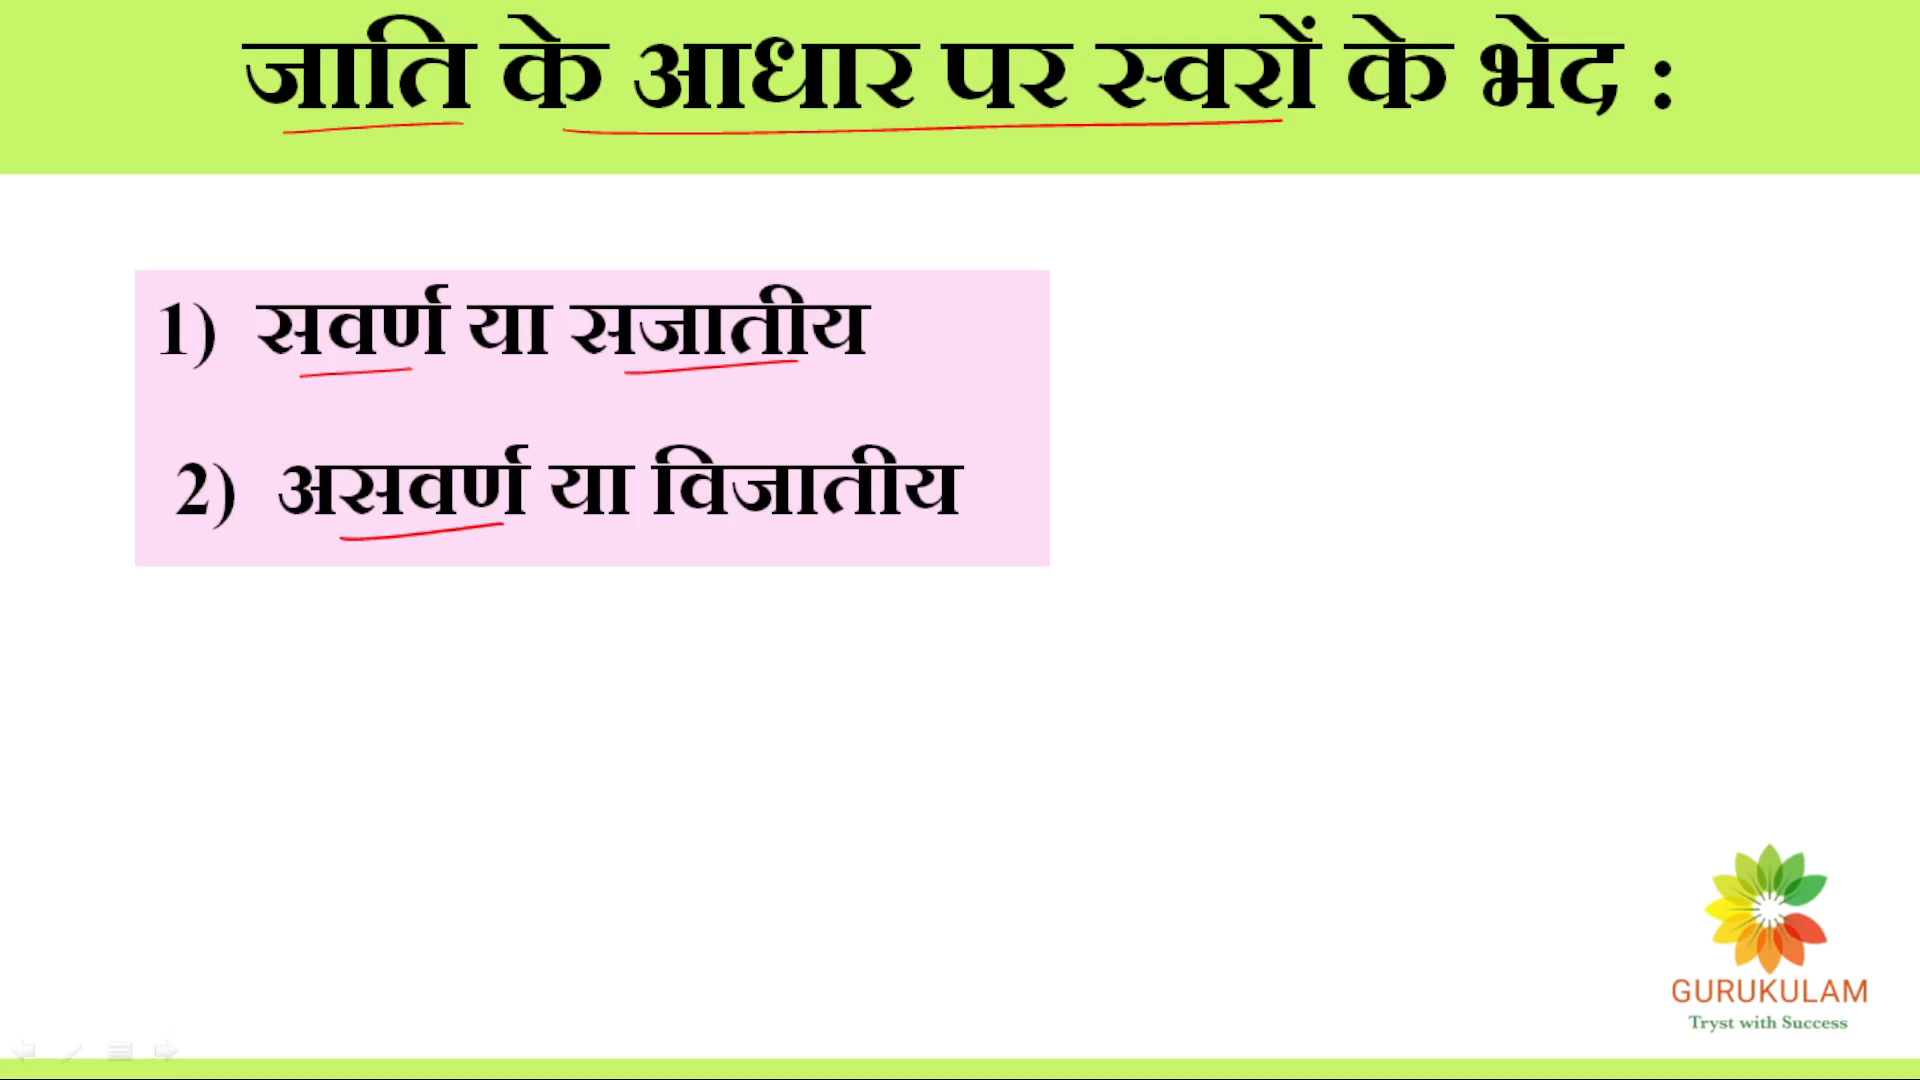 जाति के आधार पर स्वरों के भेद :
1) सवर्ण या सजातीय
2) असवर्ण या विजातीय
GURUKULAM
Tryst with Success